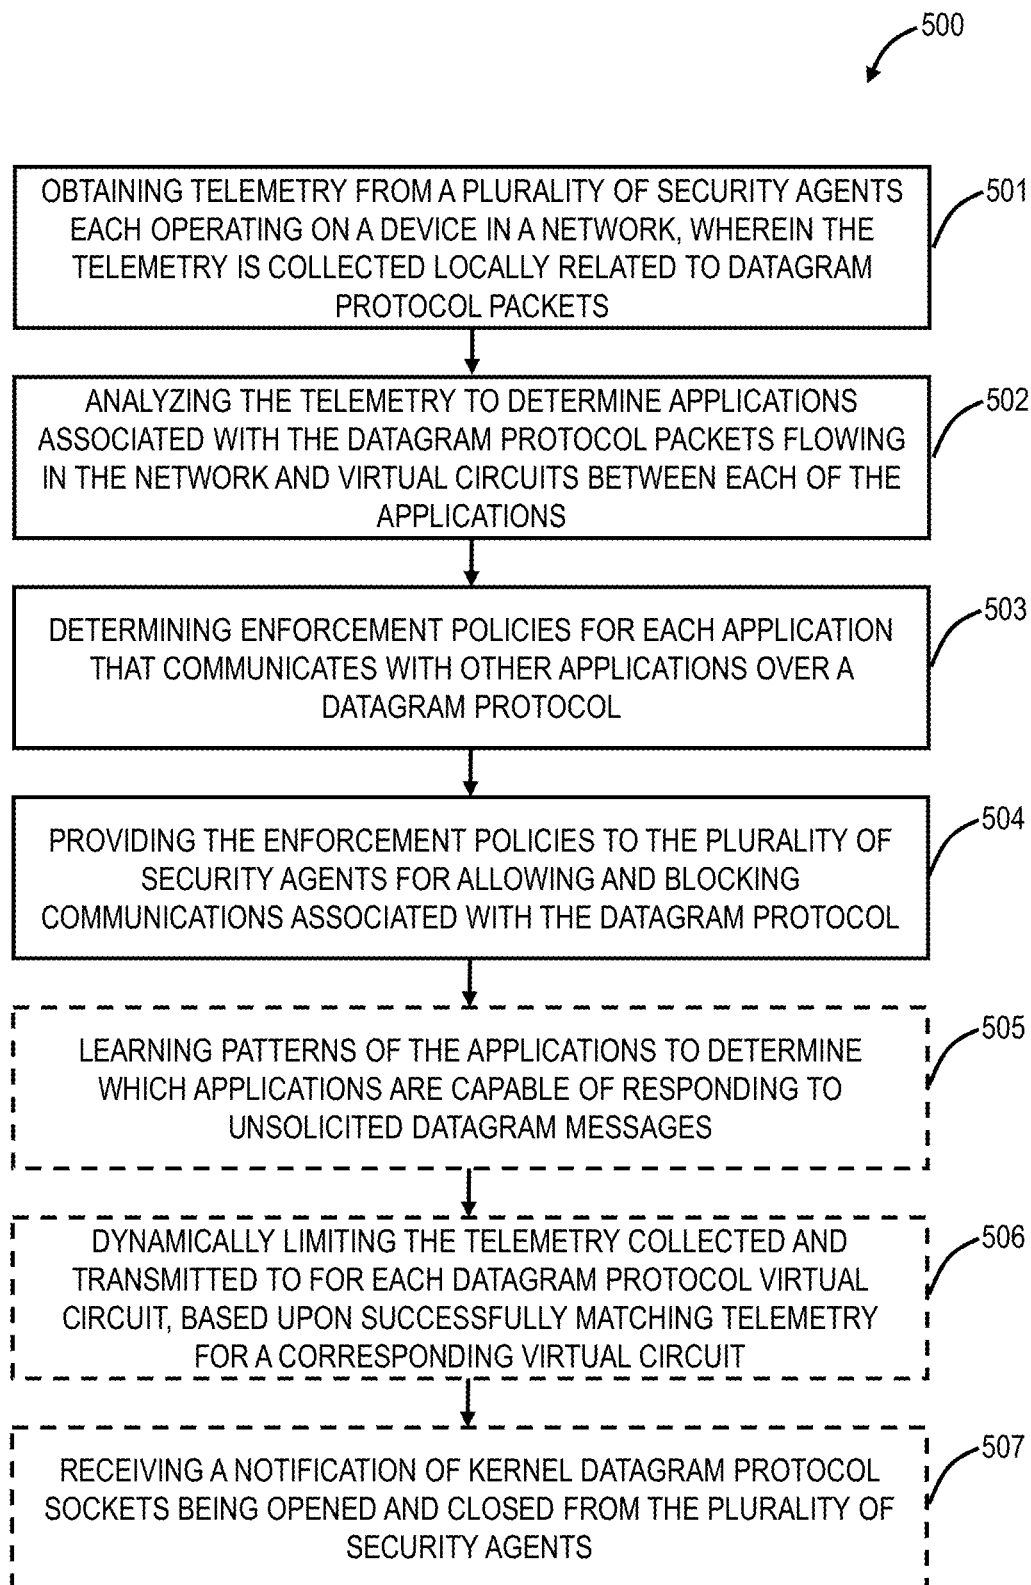 500
OBTAINING TELEMETRY FROM A PLURALITY OF SECURITY AGENTS
EACH OPERATING ON A DEVICE IN A NETWORK, WHEREIN THE
TELEMETRY IS COLLECTED LOCALLY RELATED TO DATAGRAM
PROTOCOL PACKETS
501
ANALYZING THE TELEMETRY TO DETERMINE APPLICATIONS
ASSOCIATED WITH THE DATAGRAM PROTOCOL PACKETS FLOWING
IN THE NETWORK AND VIRTUAL CIRCUITS BETWEEN EACH OF THE
APPLICATIONS
502
DETERMINING ENFORCEMENT POLICIES FOR EACH APPLICATION
THAT COMMUNICATES WITH OTHER APPLICATIONS OVER A
DATAGRAM PROTOCOL
503
PROVIDING THE ENFORCEMENT POLICIES TO THE PLURALITY OF
SECURITY AGENTS FOR ALLOWING AND BLOCKING
COMMUNICATIONS ASSOCIATED WITH THE DATAGRAM PROTOCOL
504
LEARNING PATTERNS OF THE APPLICATIONS TO DETERMINE
WHICH APPLICATIONS ARE CAPABLE OF RESPONDING TO
UNSOLICITED DATAGRAM MESSAGES
505
DYNAMICALLY LIMITING THE TELEMETRY COLLECTED AND
TRANSMITTED TO FOR EACH DATAGRAM PROTOCOL VIRTUAL
CIRCUIT, BASED UPON SUCCESSFULLY MATCHING TELEMETRY
FOR A CORRESPONDING VIRTUAL CIRCUIT
506
RECEIVING A NOTIFICATION OF KERNEL DATAGRAM PROTOCOL
SOCKETS BEING OPENED AND CLOSED FROM THE PLURALITY OF
SECURITY AGENTS
507